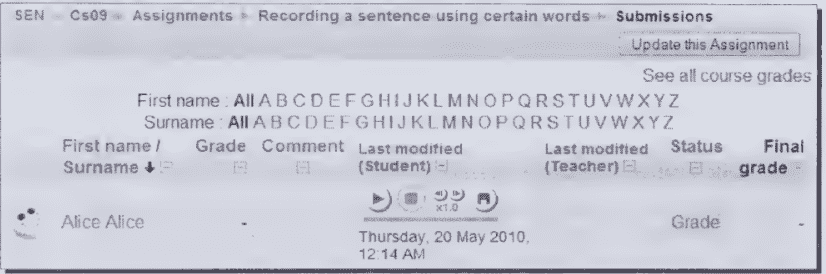 SEN Cs09 Assignments Recording a sentence using certain words Submissions
Update this Assignment
See all course grades
First name : All A B C D E F G H I J K L M N O P Q R S T U V W X Y Z
Surname : All A B C D E F G H I J K L M N O P Q R S T U V W X Y Z
First name / Surname Grade Comment Last modified (Student) Last modified (Teacher) Status Final grade
x1.0
Alice Alice - Grade -
Thursday, 20 May 2010,
12:14 AM